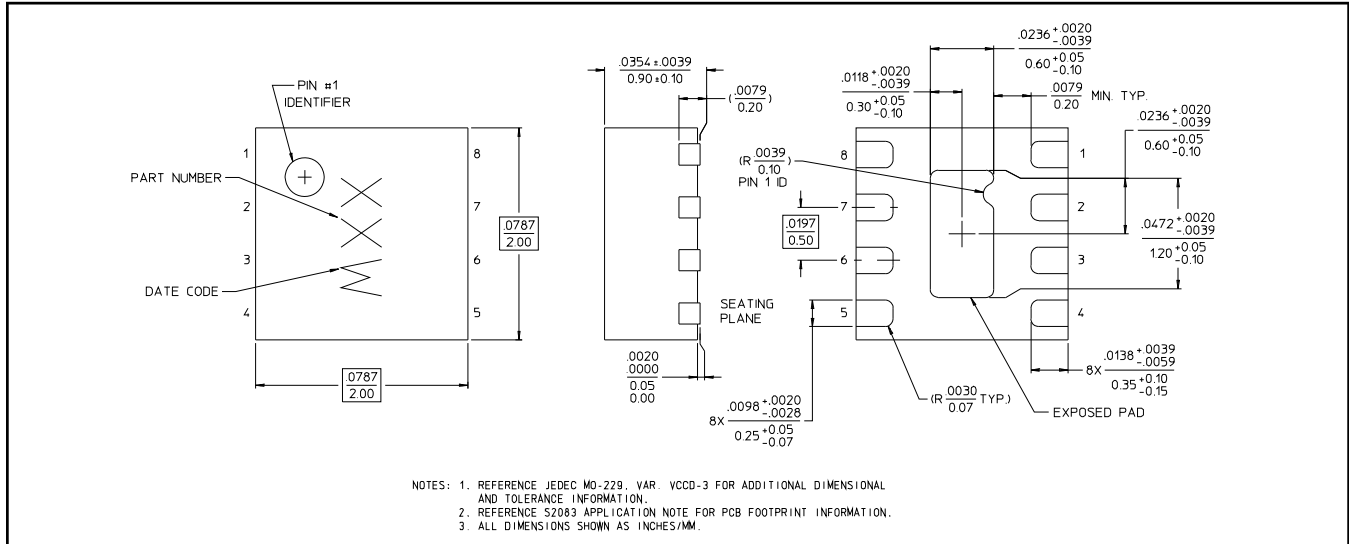 PIN #1
IDENTIFIER
PART NUMBER
DATE CODE
1
2
3
4
8
7
6
5
.0787
2.00
.0787
2.00
.0354 ±.0039
0.90 ±0.10
(.0079
0.20)
SEATING
PLANE
.0020
.0000
0.05
0.00
.0236 +.0020 -.0039
0.60 +0.05 -0.10
.0118 +.0020 -.0039
0.30 +0.05 -0.10
.0079 MIN. TYP.
0.20
.0236 +.0020 -.0039
0.60 +0.05 -0.10
(R .0039
0.10)
PIN 1 ID
8
7
6
5
1
2
3
4
.0197
0.50
.0472 +.0020 -.0039
1.20 +0.05 -0.10
8X .0138 +.0039 -.0059
0.35 +0.10 -0.15
(R .0030 TYP.)
0.07
EXPOSED PAD
8X .0098 +.0020 -.0028
0.25 +0.05 -0.07
XX
W
NOTES: 1. REFERENCE JEDEC MO-229, VAR. VCCD-3 FOR ADDITIONAL DIMENSIONAL
AND TOLERANCE INFORMATION.
2. REFERENCE S2083 APPLICATION NOTE FOR PCB FOOTPRINT INFORMATION.
3. ALL DIMENSIONS SHOWN AS INCHES/MM.